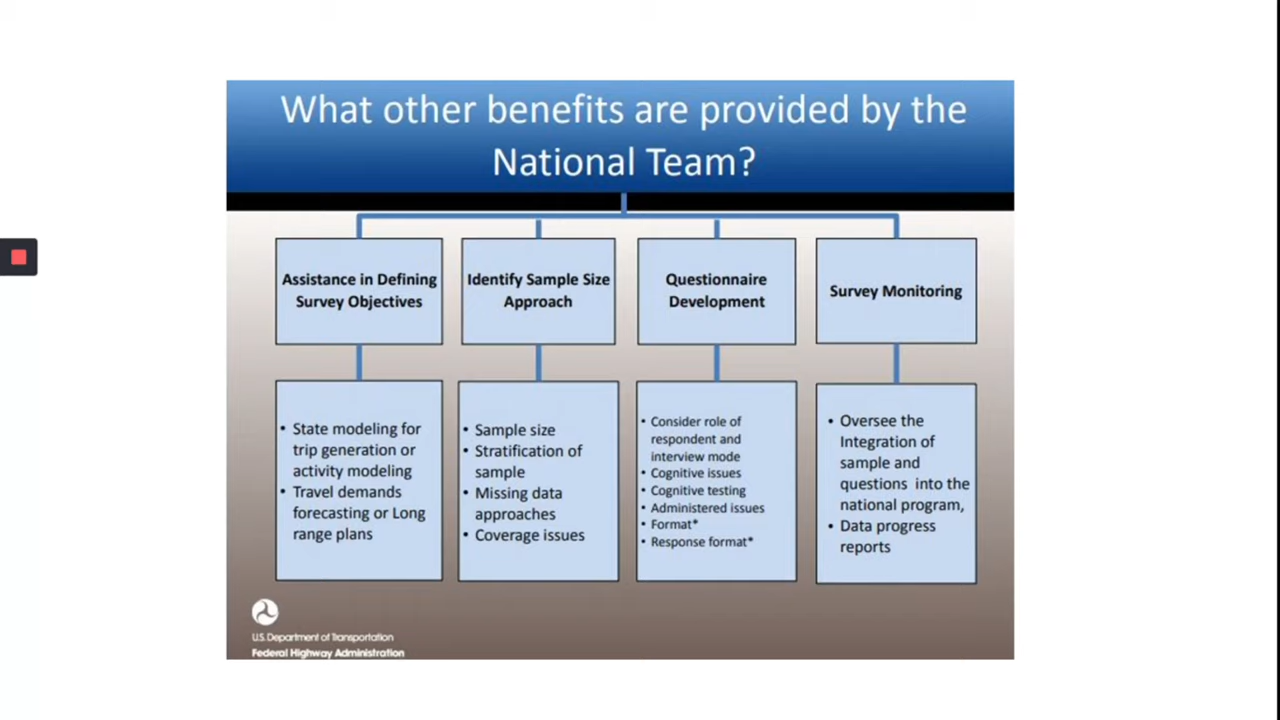 What other benefits are provided by the
National Team?
Assistance in Defining
Survey Objectives
Identify Sample Size
Approach
Questionnaire
Development
Survey Monitoring
• State modeling for
trip generation or
activity modeling
• Travel demands
forecasting or Long
range plans
• Sample size
• Stratification of
sample
• Missing data
approaches
• Coverage issues
• Consider role of
respondent and
interview mode
• Cognitive issues
• Cognitive testing
• Administered issues
• Format*
• Response format*
• Oversee the
Integration of
sample and
questions into the
national program,
• Data progress
reports
U.S. Department of Transportation
Federal Highway Administration